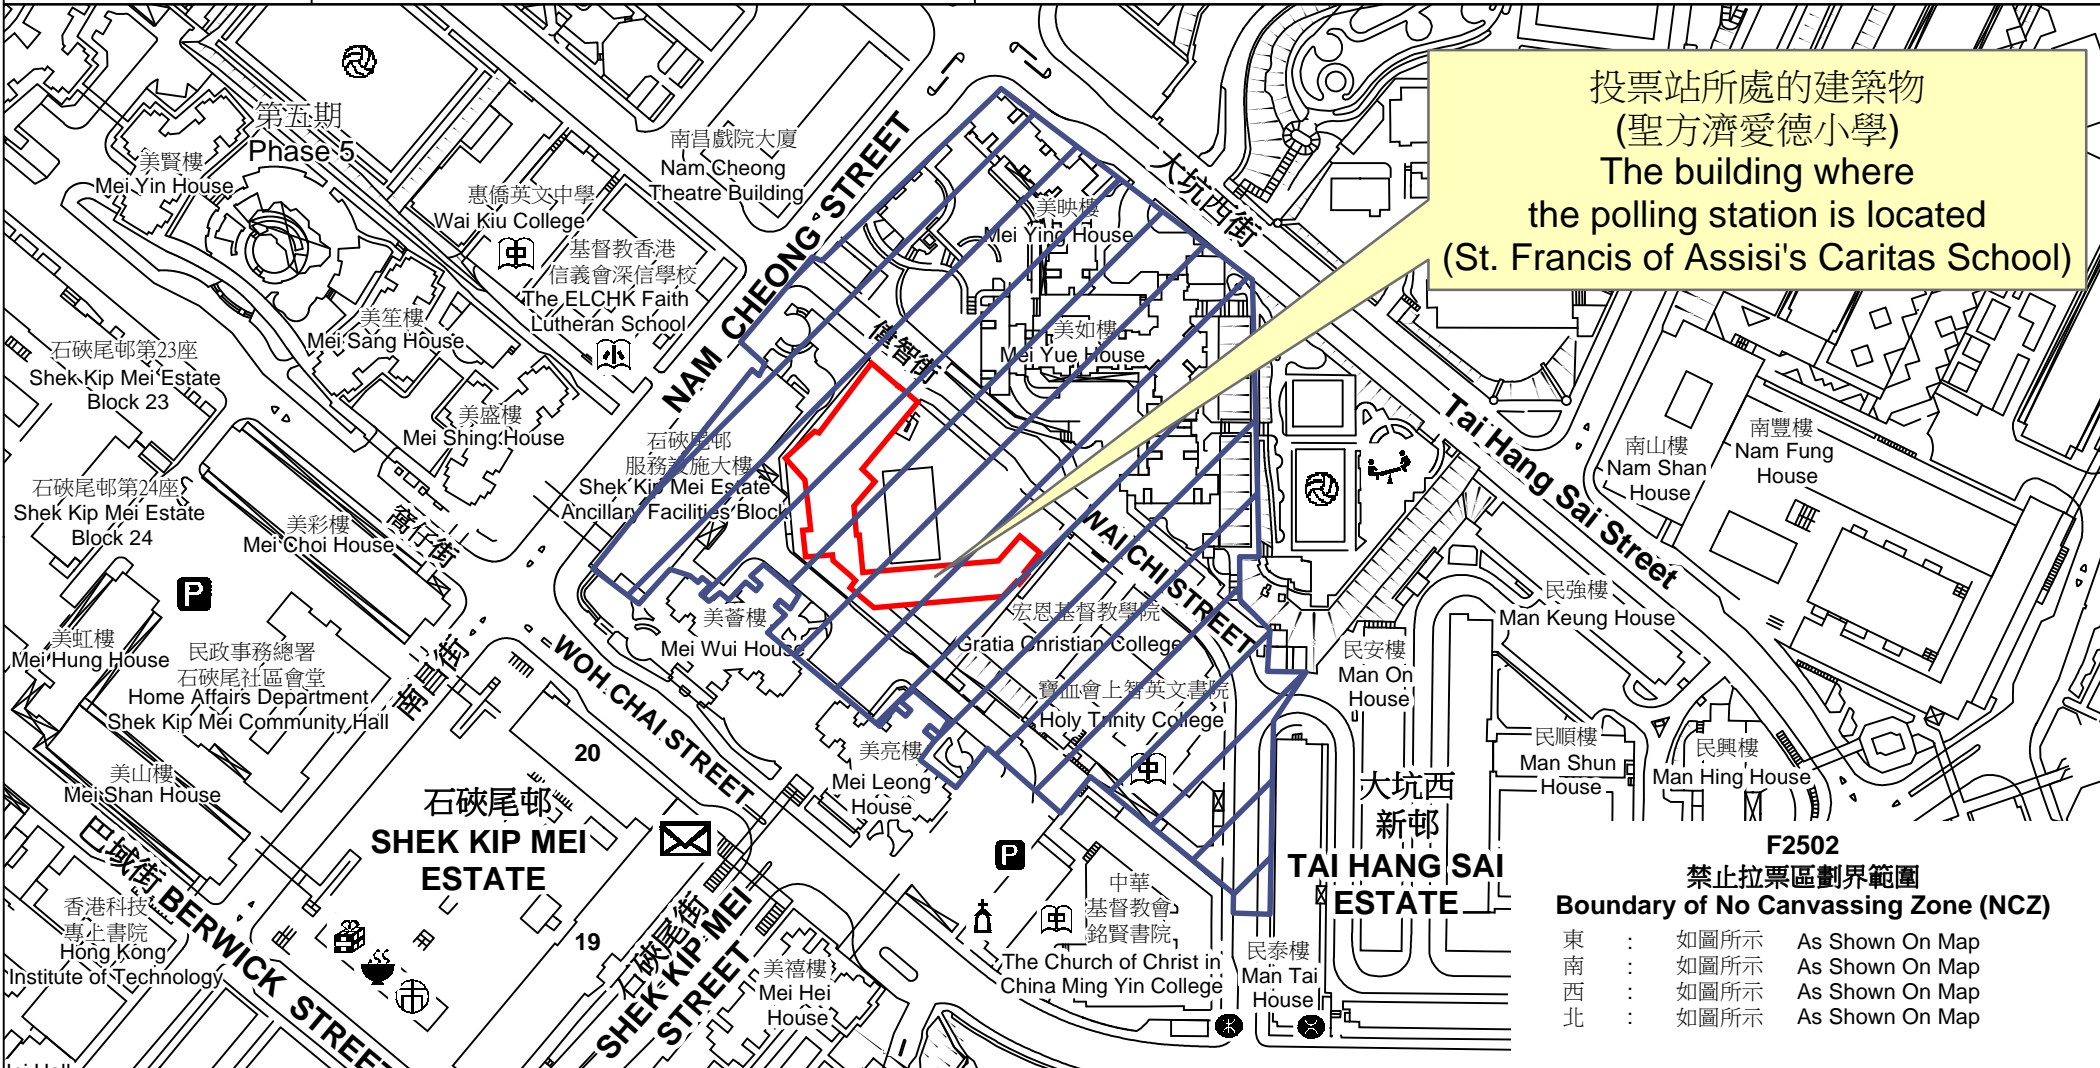 投票站所處的建築物
(聖方濟愛德小學)
The building where
the polling station is located
(St. Francis of Assisi's Caritas School)
第五期
Phase 5
美賢樓
Mei Yin House
惠僑英文中學
Wai Kiu College
南昌戲院大廈
Nam Cheong
Theatre Building
基督教香港
信義會深信學校
The ELCHK Faith
Lutheran School
NAM CHEONG STREET
大坑西街
美映樓
Mei Ying House
美笙樓
Mei Sang House
石硤尾邨第23座
Shek Kip Mei Estate
Block 23
偉智街
美如樓
Mei Yue House
美盛樓
Mei Shing House
石硤尾邨
服務設施大樓
Shek Kip Mei Estate
Ancillary Facilities Block
Tai Hang Sai Street
南山樓
Nam Shan
House
南豐樓
Nam Fung
House
石硤尾邨第24座
Shek Kip Mei Estate
Block 24
美彩樓
Mei Choi House
窩仔街
WAI CHI STREET
P
美虹樓
Mei Hung House
民政事務總署
石硤尾社區會堂
Home Affairs Department
Shek Kip Mei Community Hall
南昌街
WOH CHAI STREET
美薈樓
Mei Wui House
宏恩基督教學院
Gratia Christian College
寶血會上智英文書院
Holy Trinity College
民安樓
Man On
House
民強樓
Man Keung House
民順樓
Man Shun
House
民興樓
Man Hing House
美山樓
Mei Shan House
20
石硤尾邨
SHEK KIP MEI
ESTATE
美亮樓
Mei Leong
House
P
大坑西
新邨
TAI HANG SAI
ESTATE
巴域街 BERWICK STREET
香港科技
專上書院
Hong Kong
Institute of Technology
19
石硤尾街
SHEK KIP MEI
STREET
美禧樓
Mei Hei
House
中華
基督教會
銘賢書院
The Church of Christ in
China Ming Yin College
民泰樓
Man Tai
House
F2502
禁止拉票區劃界範圍
Boundary of No Canvassing Zone (NCZ)
東 : 如圖所示 As Shown On Map
南 : 如圖所示 As Shown On Map
西 : 如圖所示 As Shown On Map
北 : 如圖所示 As Shown On Map